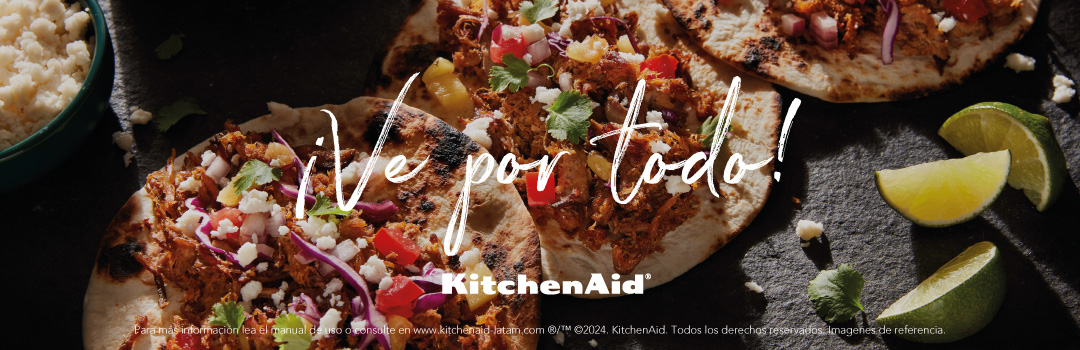 ¡Ve por todo!
KitchenAid®
Para más información lea el manual de uso o consulte en www.kitchenaid-latam.com ®/™ ©2024. KitchenAid. Todos los derechos reservados. Imagenes de referencia.